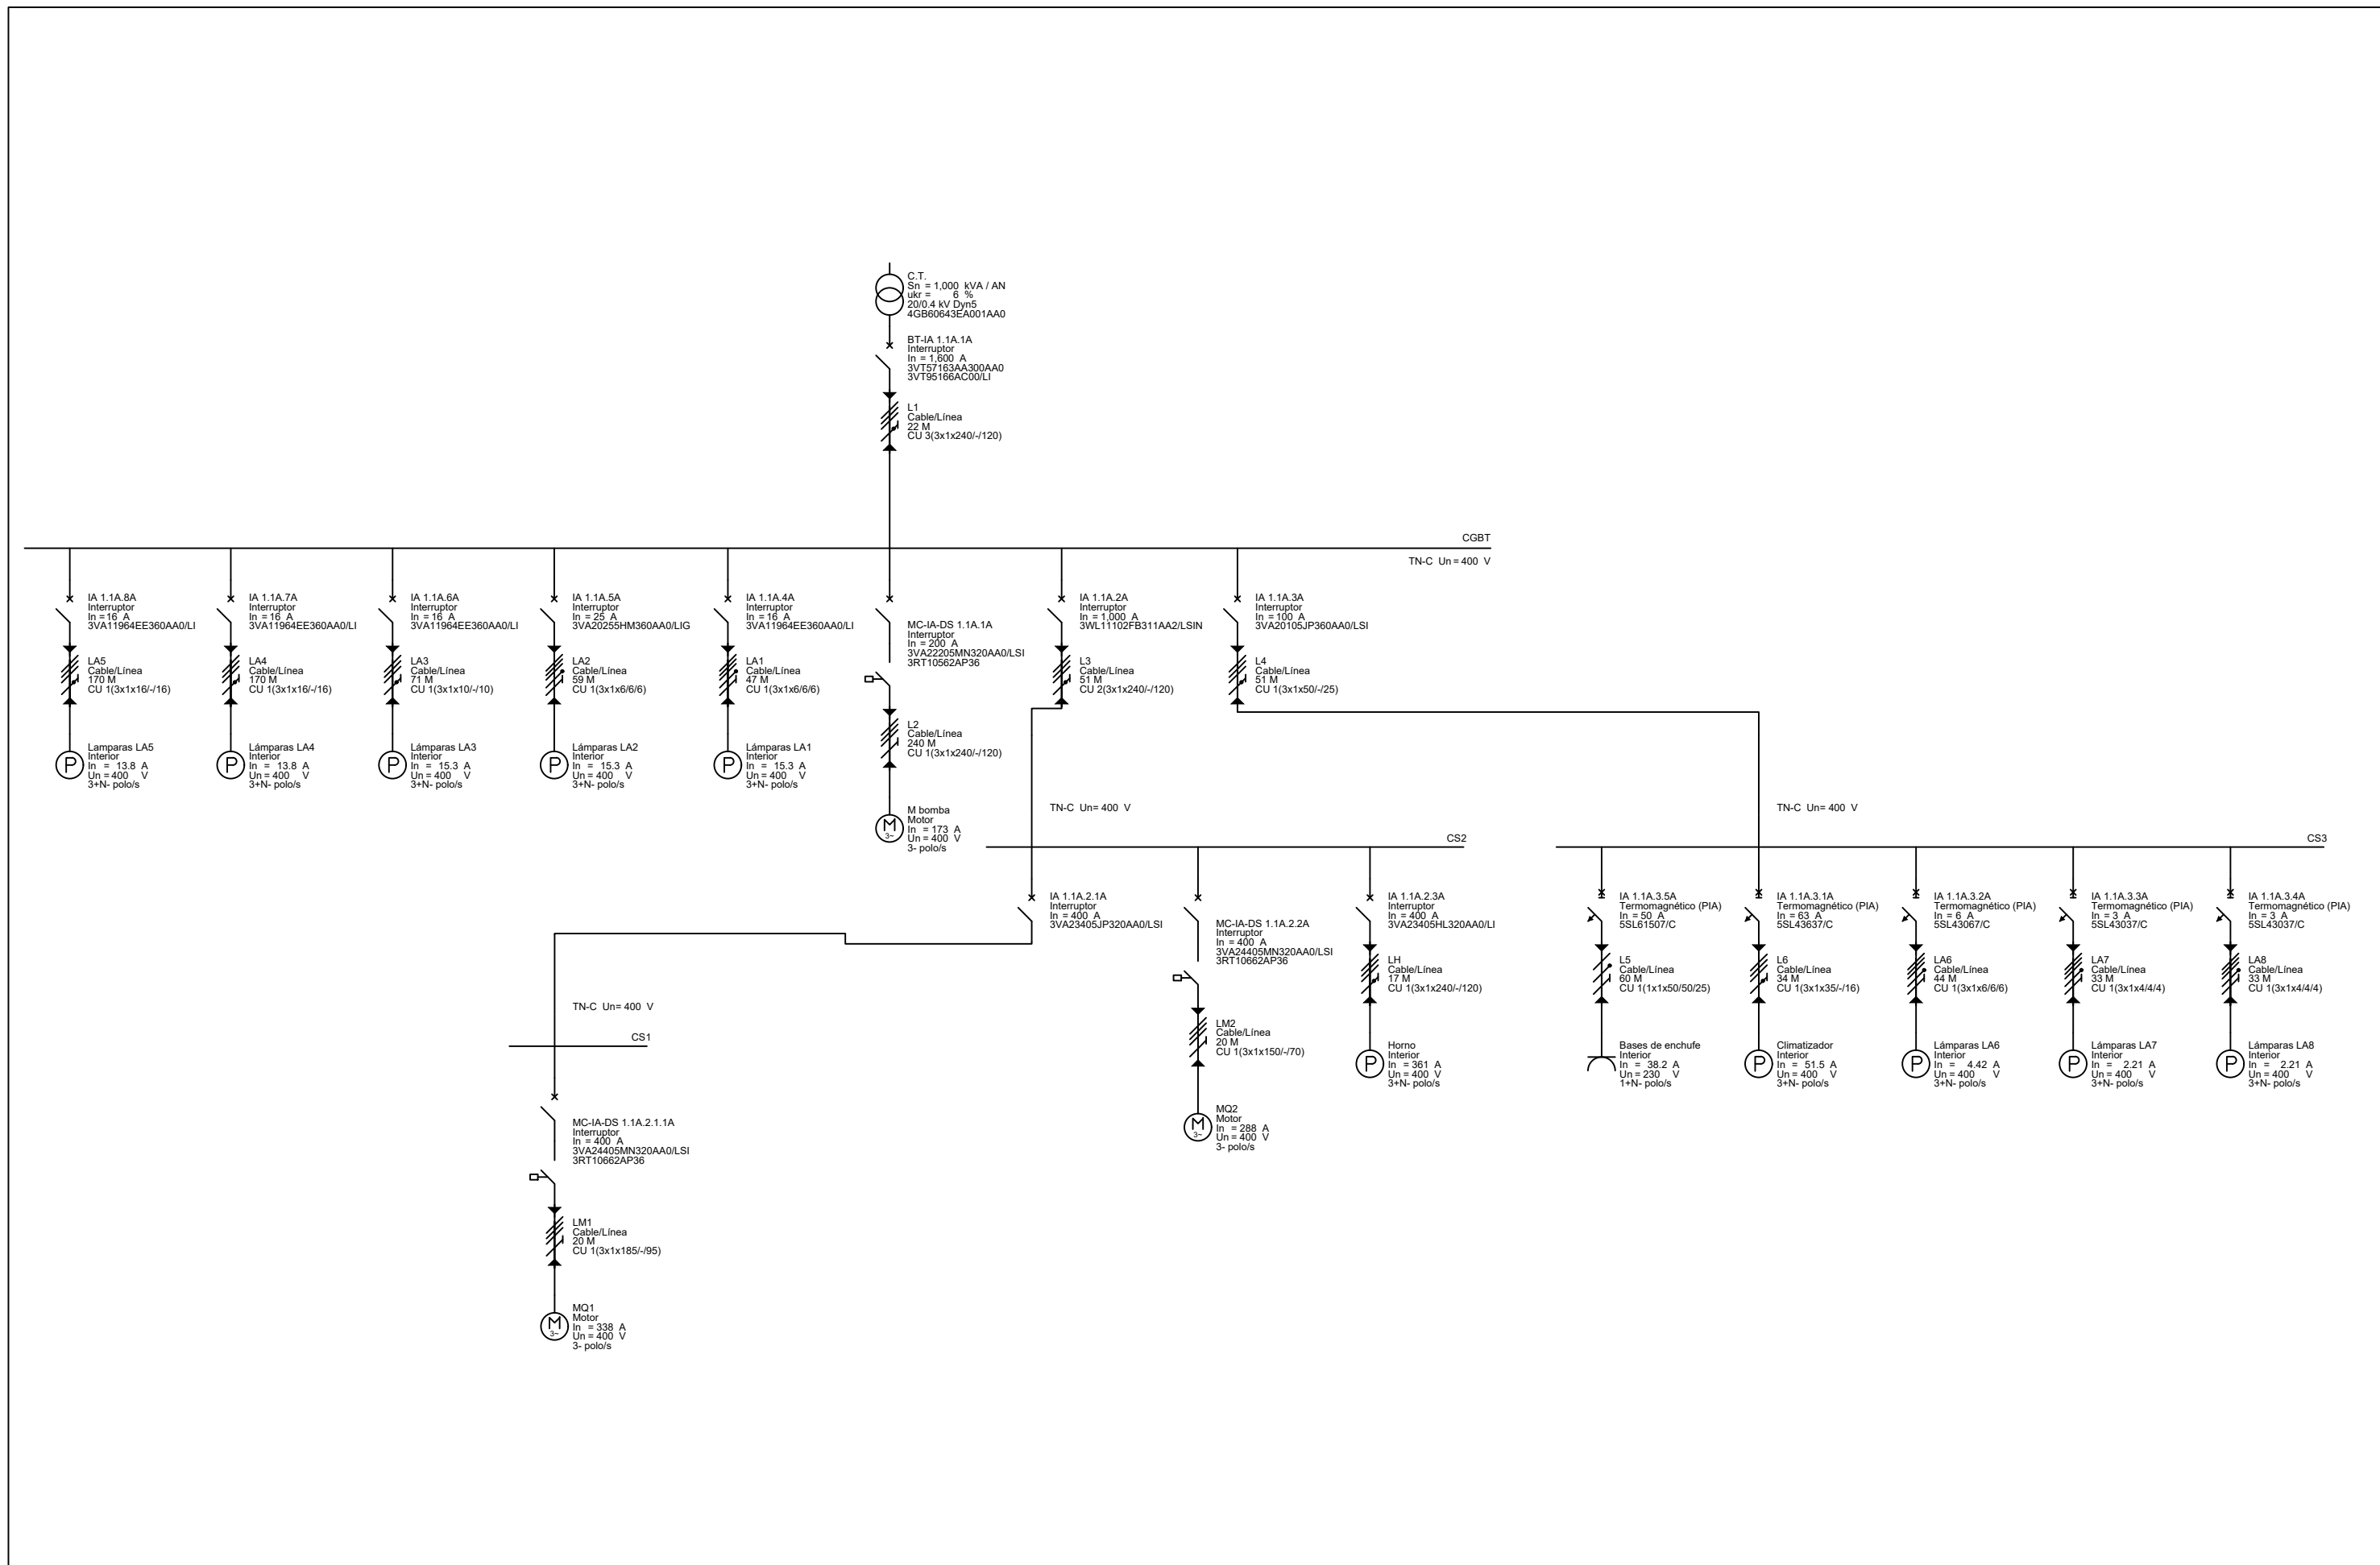 C.T.
Sn = 1,000 kVA / AN
ukr = 6 %
20/0.4 kV Dyn5
4GB60643EA001AA0
BT-IA 1.1A.1A
Interruptor
In = 1,600 A
3VT57163AA300AA0
3VT95166AC00/LI
L1
Cable/Línea
22 M
CU 3(3x1x240/-/120)
CGBT
TN-C Un = 400 V
IA 1.1A.8A
Interruptor
In = 16 A
3VA11964EE360AA0/LI
LA5
Cable/Línea
170 M
CU 1(3x1x16/-/16)
Lamparas LA5
Interior
In = 13.8 A
Un = 400 V
3+N- polo/s
IA 1.1A.7A
Interruptor
In = 16 A
3VA11964EE360AA0/LI
LA4
Cable/Línea
170 M
CU 1(3x1x16/-/16)
Lámparas LA4
Interior
In = 13.8 A
Un = 400 V
3+N- polo/s
IA 1.1A.6A
Interruptor
In = 16 A
3VA11964EE360AA0/LI
LA3
Cable/Línea
71 M
CU 1(3x1x10/-/10)
Lámparas LA3
Interior
In = 15.3 A
Un = 400 V
3+N- polo/s
IA 1.1A.5A
Interruptor
In = 25 A
3VA20255HM360AA0/LIG
LA2
Cable/Línea
59 M
CU 1(3x1x6/6/6)
Lámparas LA2
Interior
In = 15.3 A
Un = 400 V
3+N- polo/s
IA 1.1A.4A
Interruptor
In = 16 A
3VA11964EE360AA0/LI
LA1
Cable/Línea
47 M
CU 1(3x1x6/6/6)
Lámparas LA1
Interior
In = 15.3 A
Un = 400 V
3+N- polo/s
MC-IA-DS 1.1A.1A
Interruptor
In = 200 A
3VA22205MN320AA0/LSI
3RT10562AP36
L2
Cable/Línea
240 M
CU 1(3x1x240/-/120)
M bomba
Motor
In = 173 A
Un = 400 V
3- polo/s
M
3~
IA 1.1A.2A
Interruptor
In = 1,000 A
3WL11102FB311AA2/LSIN
L3
Cable/Línea
51 M
CU 2(3x1x240/-/120)
IA 1.1A.3A
Interruptor
In = 100 A
3VA20105JP360AA0/LSI
L4
Cable/Línea
51 M
CU 1(3x1x50/-/25)
P
P
P
P
P
TN-C Un= 400 V
CS2
TN-C Un= 400 V
CS3
IA 1.1A.2.1A
Interruptor
In = 400 A
3VA23405JP320AA0/LSI
MC-IA-DS 1.1A.2.2A
Interruptor
In = 400 A
3VA24405MN320AA0/LSI
3RT10662AP36
LM2
Cable/Línea
20 M
CU 1(3x1x150/-/70)
MQ2
Motor
In = 288 A
Un = 400 V
3- polo/s
M
3~
IA 1.1A.2.3A
Interruptor
In = 400 A
3VA23405HL320AA0/LI
LH
Cable/Línea
17 M
CU 1(3x1x240/-/120)
Horno
Interior
In = 361 A
Un = 400 V
3+N- polo/s
P
IA 1.1A.3.5A
Termomagnético (PIA)
In = 50 A
5SL61507/C
L5
Cable/Línea
60 M
CU 1(1x1x50/50/25)
Bases de enchufe
Interior
In = 38.2 A
Un = 230 V
1+N- polo/s
IA 1.1A.3.1A
Termomagnético (PIA)
In = 63 A
5SL43637/C
L6
Cable/Línea
34 M
CU 1(3x1x35/-/16)
Climatizador
Interior
In = 51.5 A
Un = 400 V
3+N- polo/s
P
IA 1.1A.3.2A
Termomagnético (PIA)
In = 6 A
5SL43067/C
LA6
Cable/Línea
44 M
CU 1(3x1x6/6/6)
Lámparas LA6
Interior
In = 4.42 A
Un = 400 V
3+N- polo/s
P
IA 1.1A.3.3A
Termomagnético (PIA)
In = 3 A
5SL43037/C
LA7
Cable/Línea
33 M
CU 1(3x1x4/4/4)
Lámparas LA7
Interior
In = 2.21 A
Un = 400 V
3+N- polo/s
P
IA 1.1A.3.4A
Termomagnético (PIA)
In = 3 A
5SL43037/C
LA8
Cable/Línea
33 M
CU 1(3x1x4/4/4)
Lámparas LA8
Interior
In = 2.21 A
Un = 400 V
3+N- polo/s
P
TN-C Un= 400 V
CS1
MC-IA-DS 1.1A.2.1.1A
Interruptor
In = 400 A
3VA24405MN320AA0/LSI
3RT10662AP36
LM1
Cable/Línea
20 M
CU 1(3x1x185/-/95)
MQ1
Motor
In = 338 A
Un = 400 V
3- polo/s
M
3~